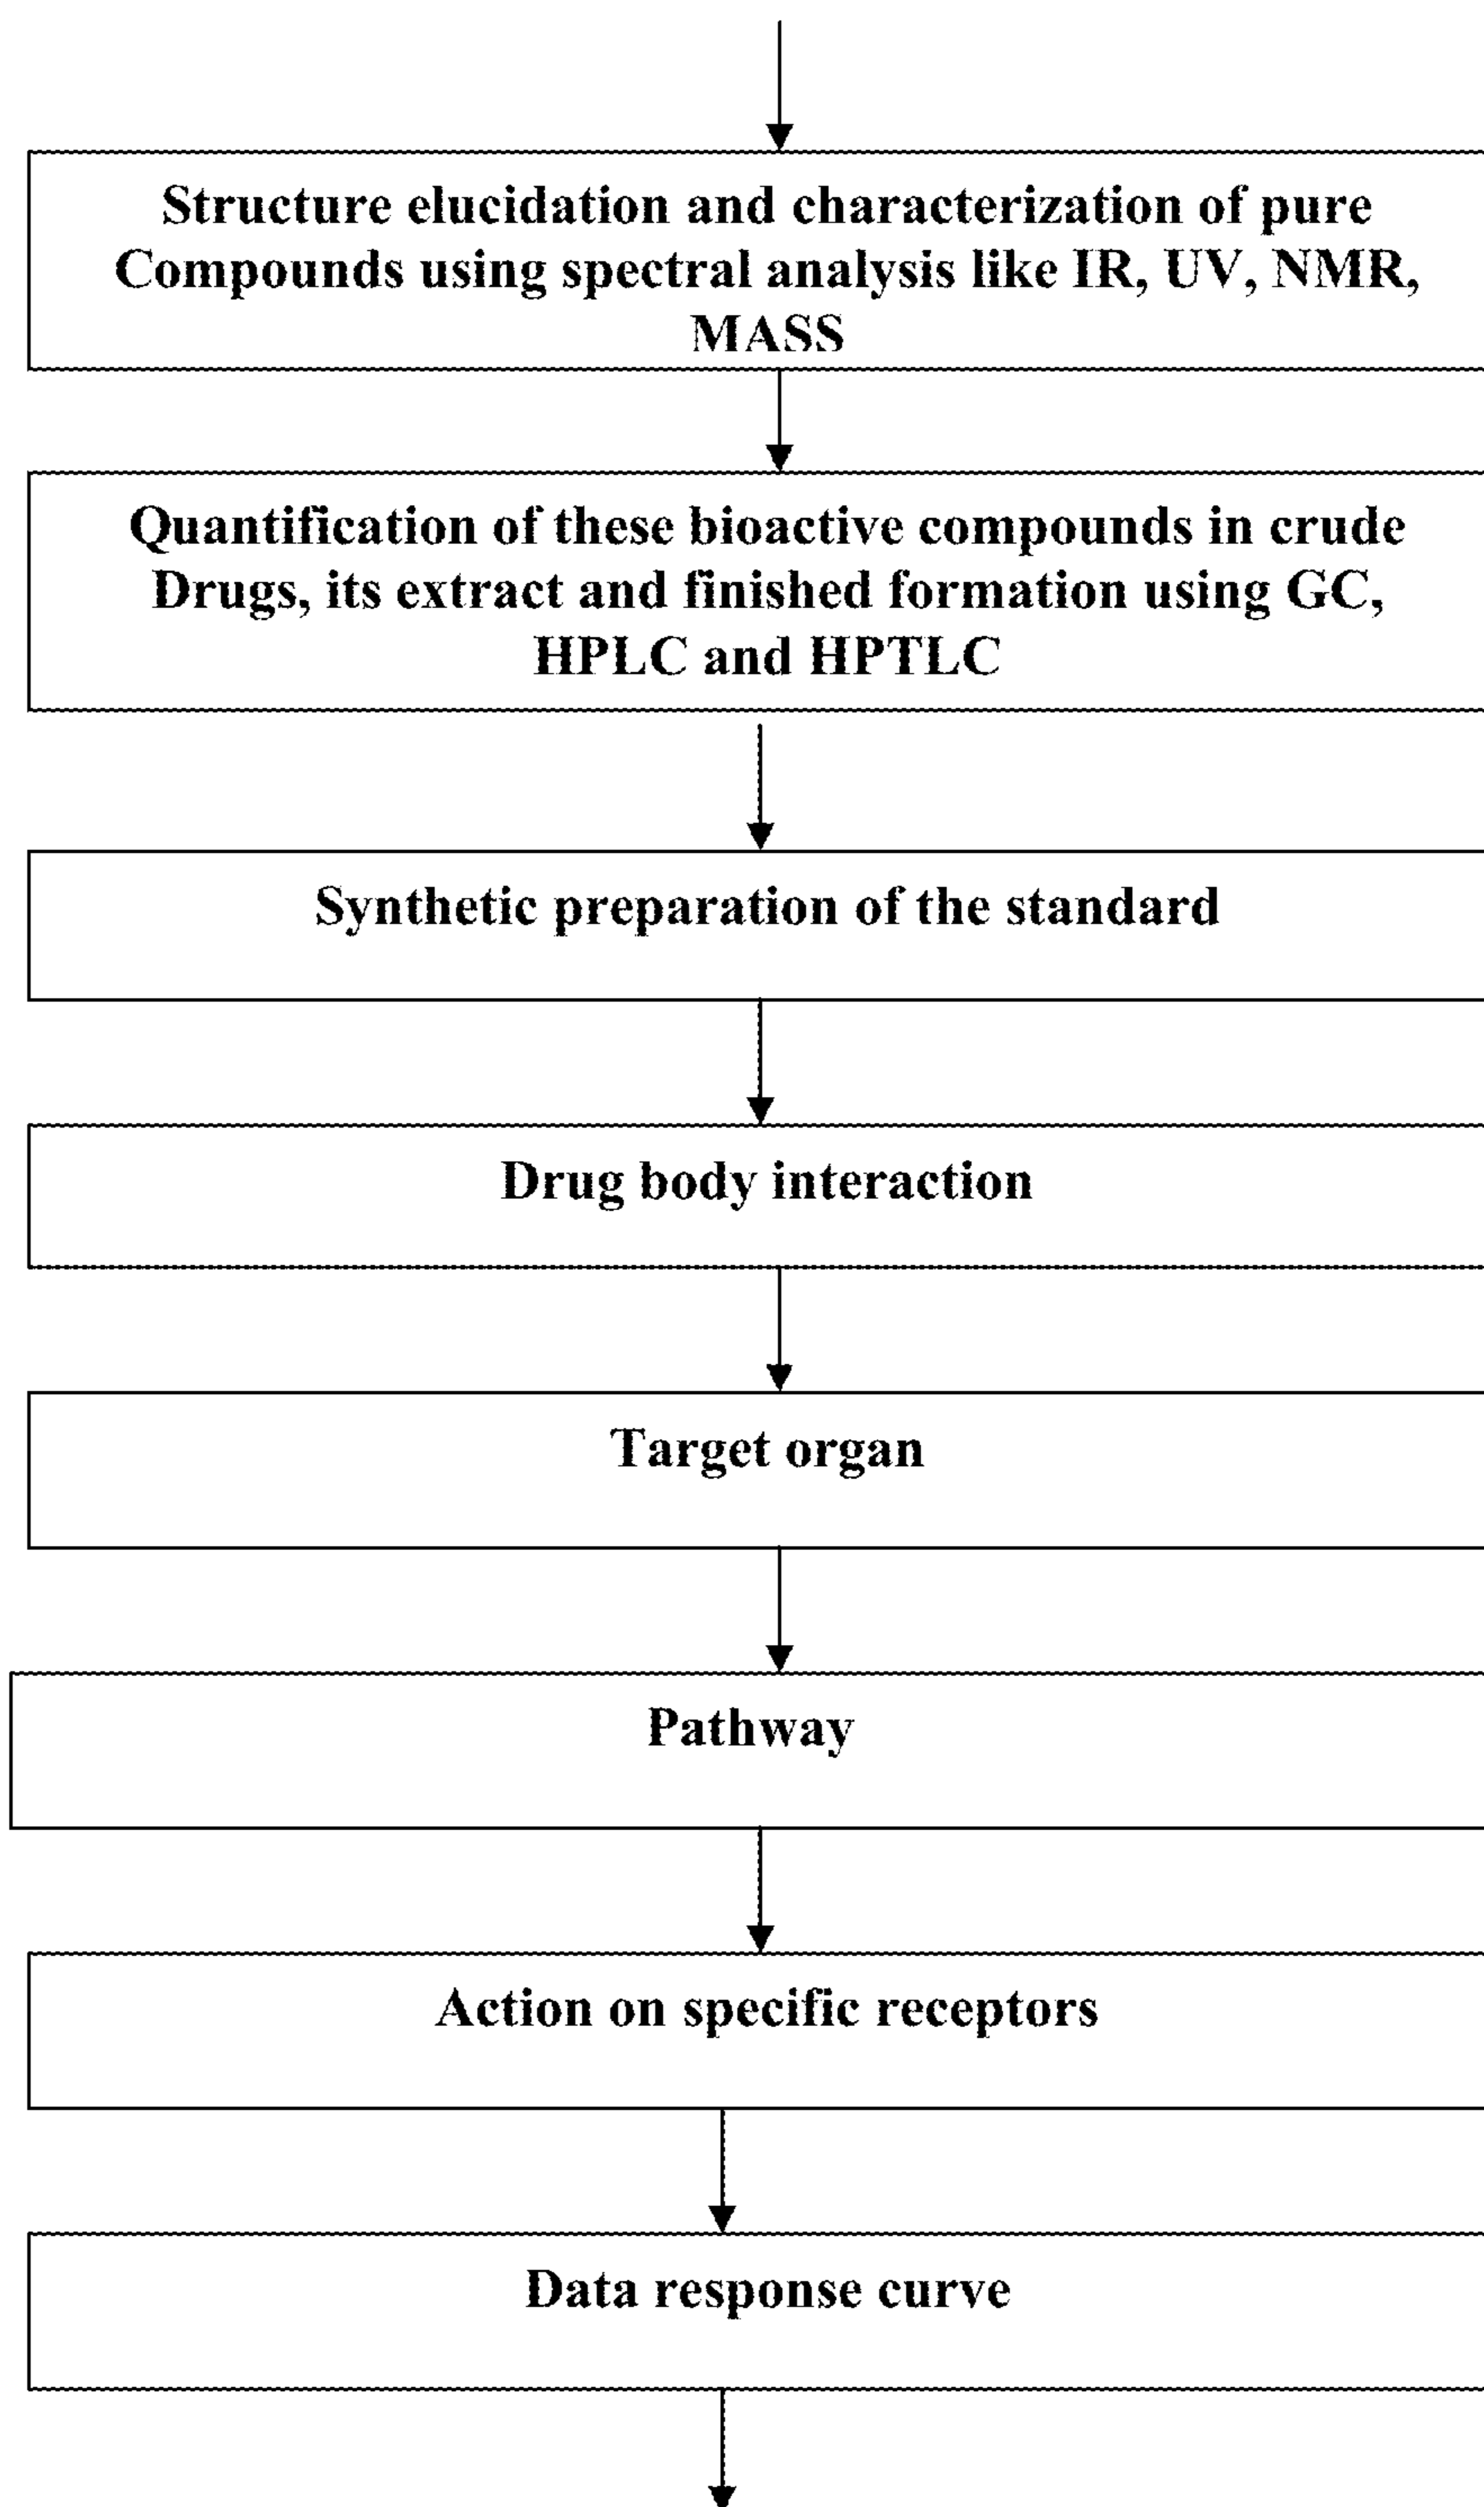 Structure elucidation and characterization of pure
Compounds using spectral analysis like IR, UV, NMR,
MASS
Quantification of these bioactive compounds in crude
Drugs, its extract and finished formation using GC,
HPLC and HPTLC
Synthetic preparation of the standard
Drug body interaction
Target organ
Pathway
Action on specific receptors
Data response curve